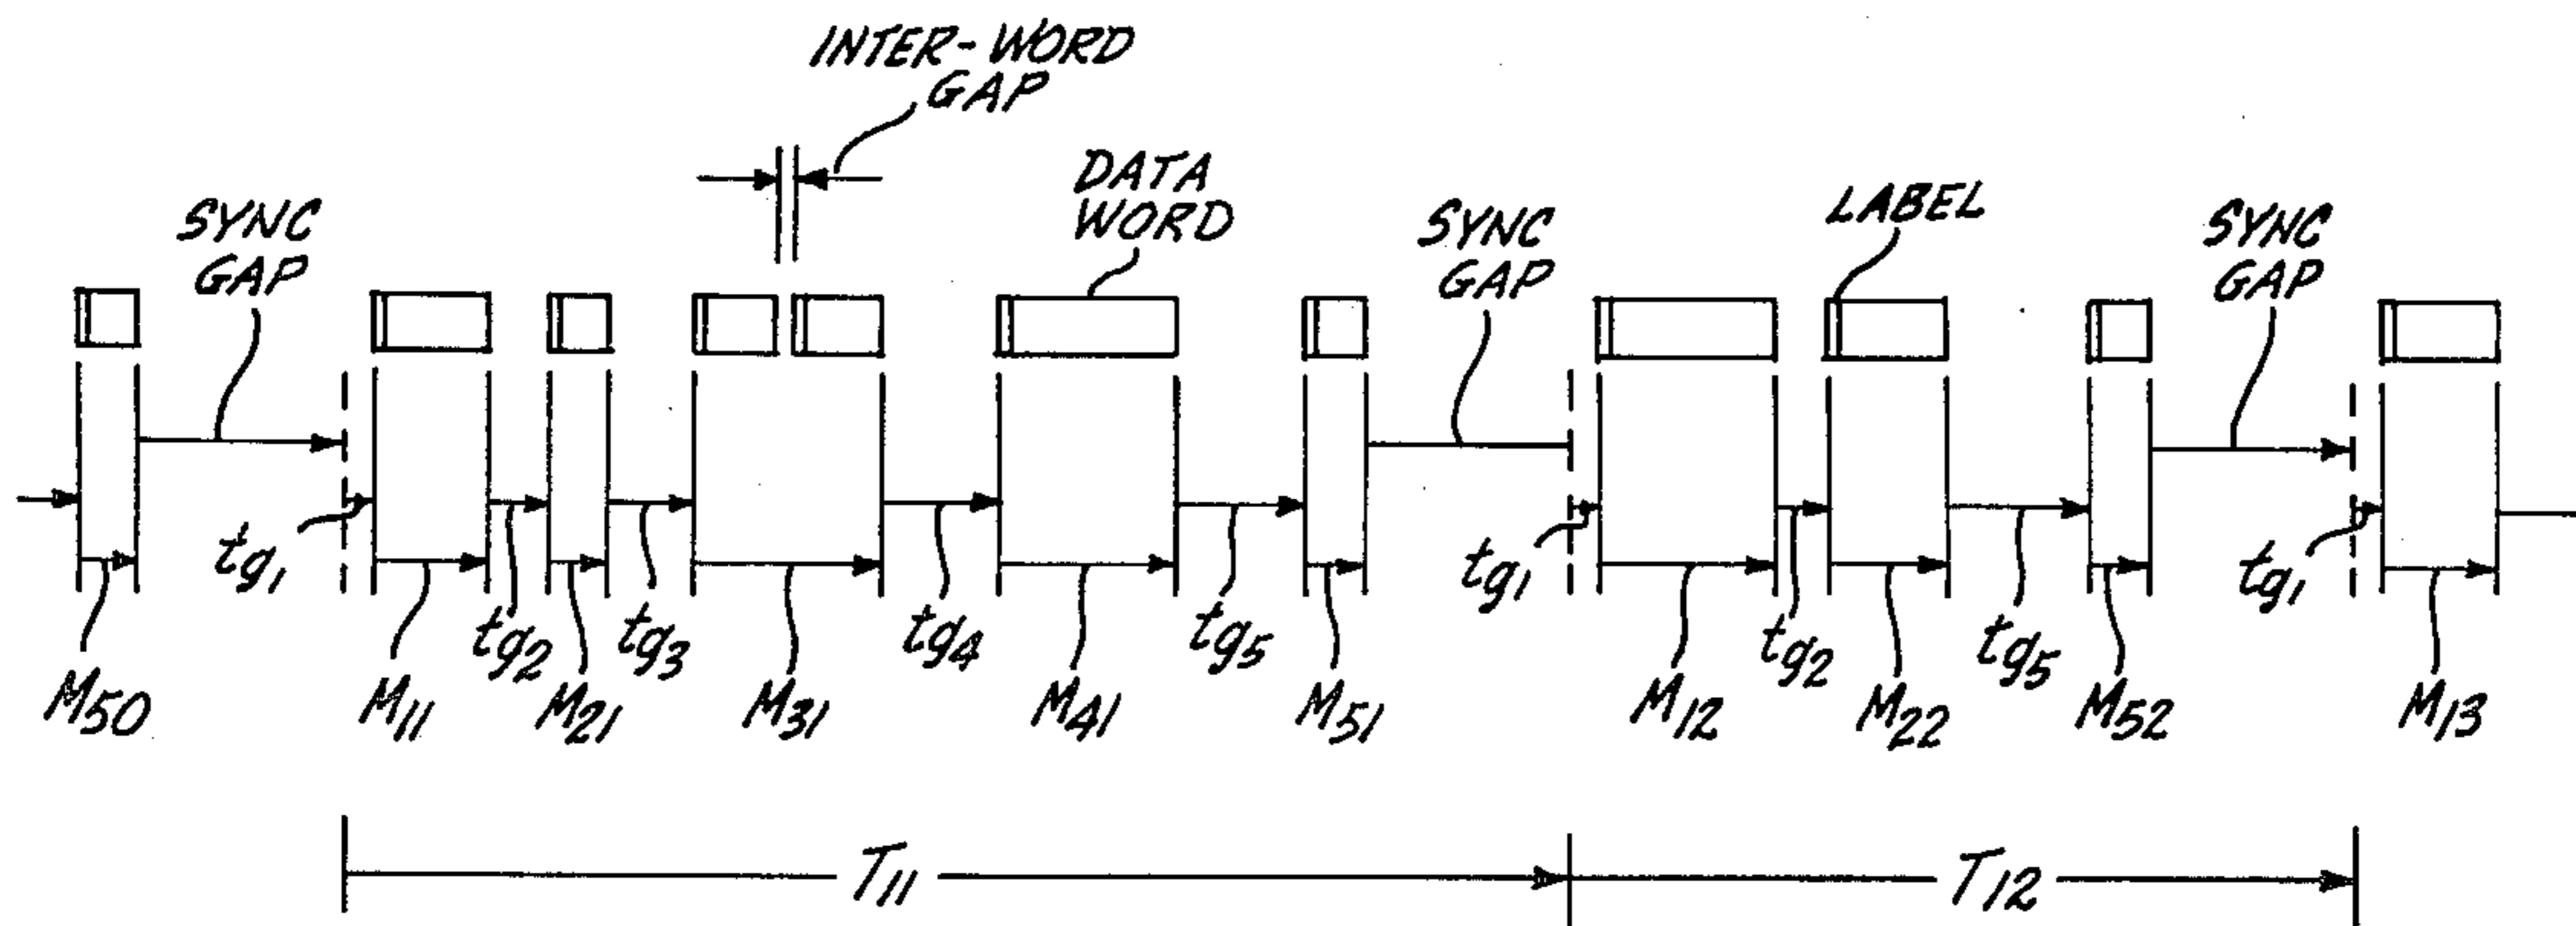 INTER-WORD
GAP
DATA
WORD
SYNC
GAP
SYNC
GAP
LABEL
SYNC
GAP
tg1
tg2
tg3
tg4
tg5
tg1
tg2
tg5
tg1
M50
M11
M21
M31
M41
M51
M12
M22
M52
M13
T11
T12